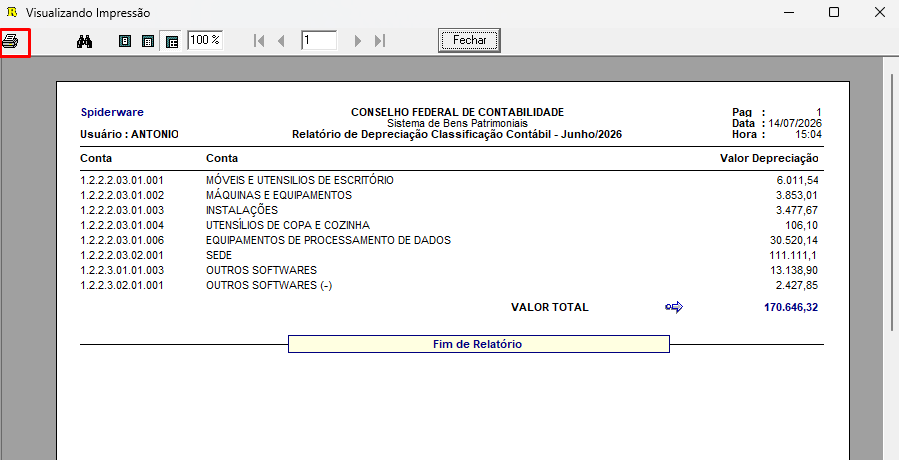 Visualizando Impressão
100 % 1 Fechar
Spiderware CONSELHO FEDERAL DE CONTABILIDADE Pag : 1
Sistema de Bens Patrimoniais Data : 14/07/2026
Usuário : ANTONIO Relatório de Depreciação Classificação Contábil - Junho/2026 Hora : 15:04
Conta Conta Valor Depreciação
1.2.2.2.03.01.001 MÓVEIS E UTENSILIOS DE ESCRITÓRIO 6.011,54
1.2.2.2.03.01.002 MÁQUINAS E EQUIPAMENTOS 3.853,01
1.2.2.2.03.01.003 INSTALAÇÕES 3.477,67
1.2.2.2.03.01.004 UTENSÍLIOS DE COPA E COZINHA 106,10
1.2.2.2.03.01.006 EQUIPAMENTOS DE PROCESSAMENTO DE DADOS 30.520,14
1.2.2.2.03.02.001 SEDE 111.111,1
1.2.2.3.01.01.003 OUTROS SOFTWARES 13.138,90
1.2.2.3.02.01.001 OUTROS SOFTWARES (-) 2.427,85
VALOR TOTAL 170.646,32
Fim de Relatório